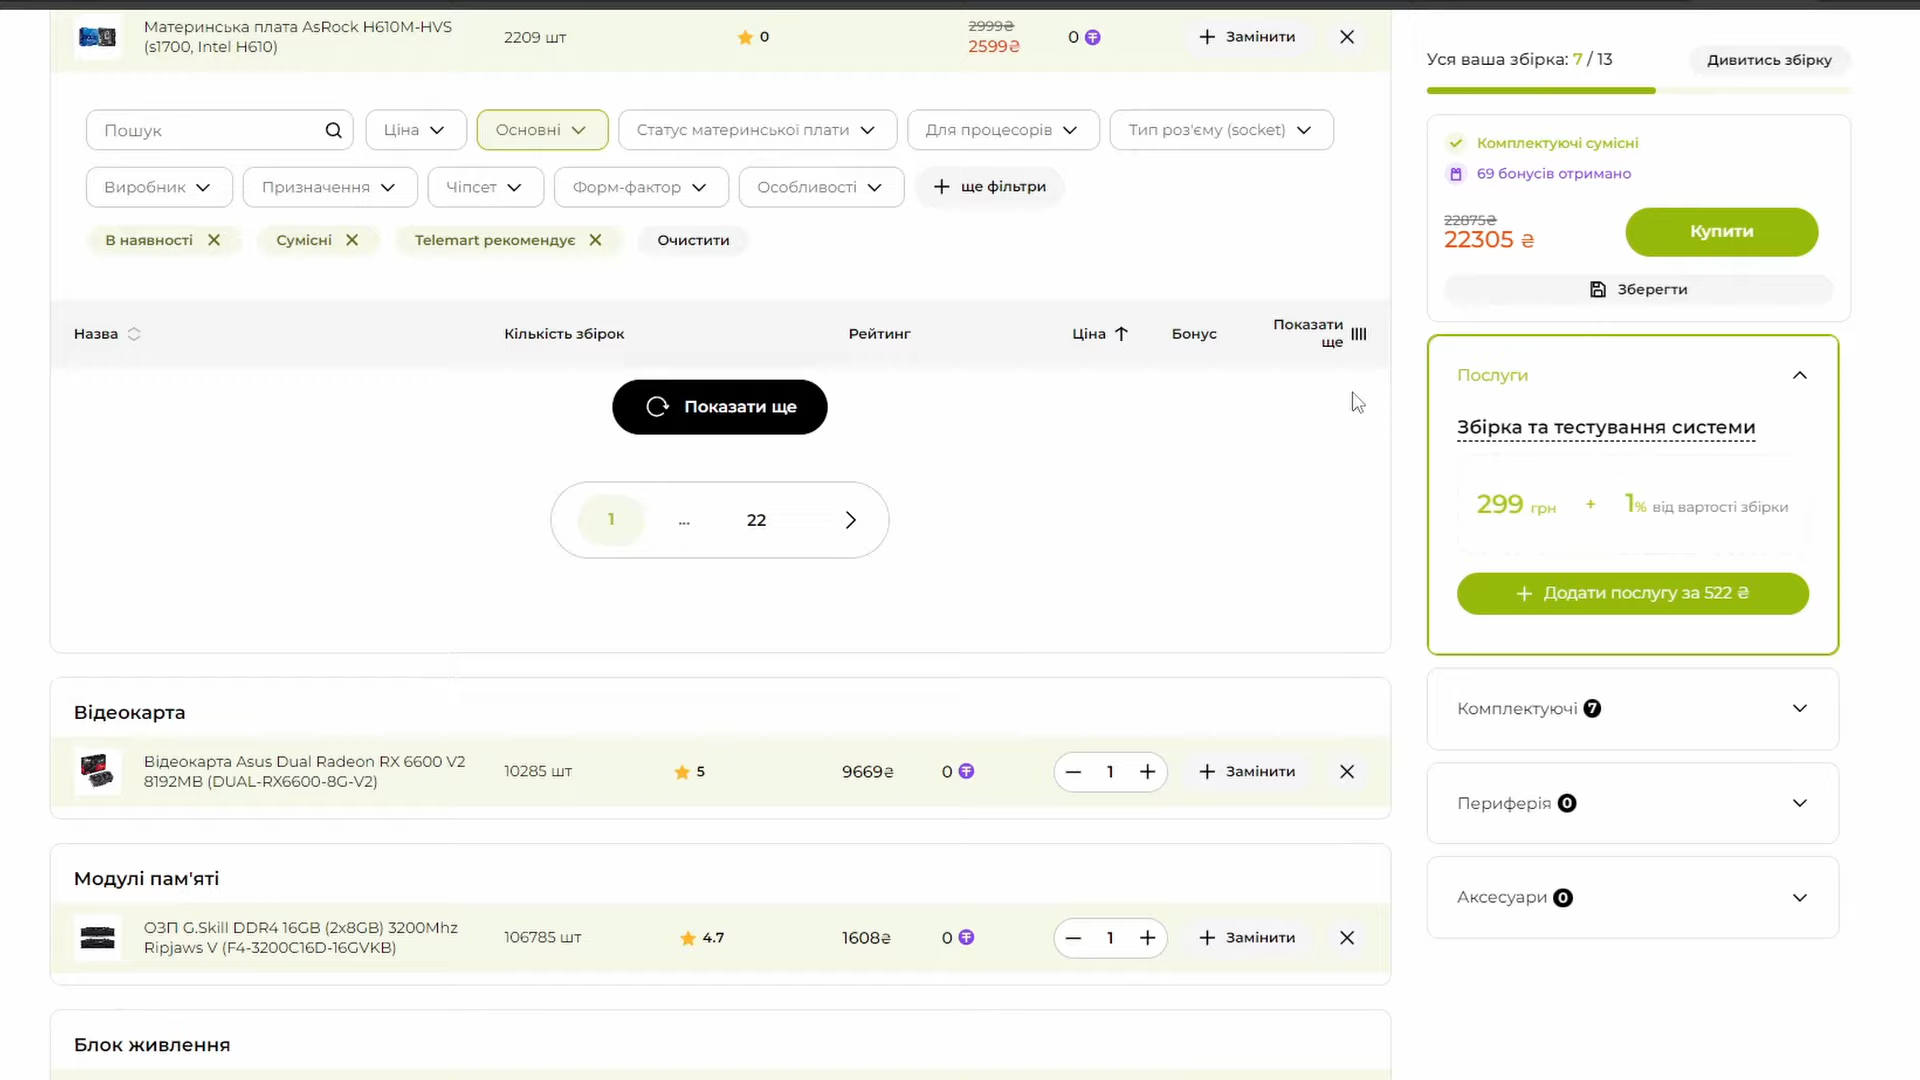 Материнська плата AsRock H610M-HVS
(s1700, Intel H610)
2209 шт
0
2999₴
2599₴
0
Замінити
Пошук
Ціна
Основні
Статус материнської плати
Для процесорів
Тип роз'єму (socket)
Виробник
Призначення
Чіпсет
Форм-фактор
Особливості
ще фільтри
В наявності
Сумісні
Telemart рекомендує
Очистити
Назва
Кількість збірок
Рейтинг
Ціна
Бонус
Показати
ще
Показати ще
1
...
22
Відеокарта
Відеокарта Asus Dual Radeon RX 6600 V2
8192MB (DUAL-RX6600-8G-V2)
10285 шт
5
9669₴
0
1
Замінити
Модулі пам'яті
ОЗП G.Skill DDR4 16GB (2x8GB) 3200Mhz
Ripjaws V (F4-3200C16D-16GVKB)
106785 шт
4.7
1608₴
0
1
Замінити
Блок живлення
Уся ваша збірка: 7 / 13
Дивитись збірку
Комплектуючі сумісні
69 бонусів отримано
22875₴
22305 ₴
Купити
Зберегти
Послуги
Збірка та тестування системи
299 грн + 1% від вартості збірки
Додати послугу за 522 ₴
Комплектуючі 7
Периферія 0
Аксесуари 0